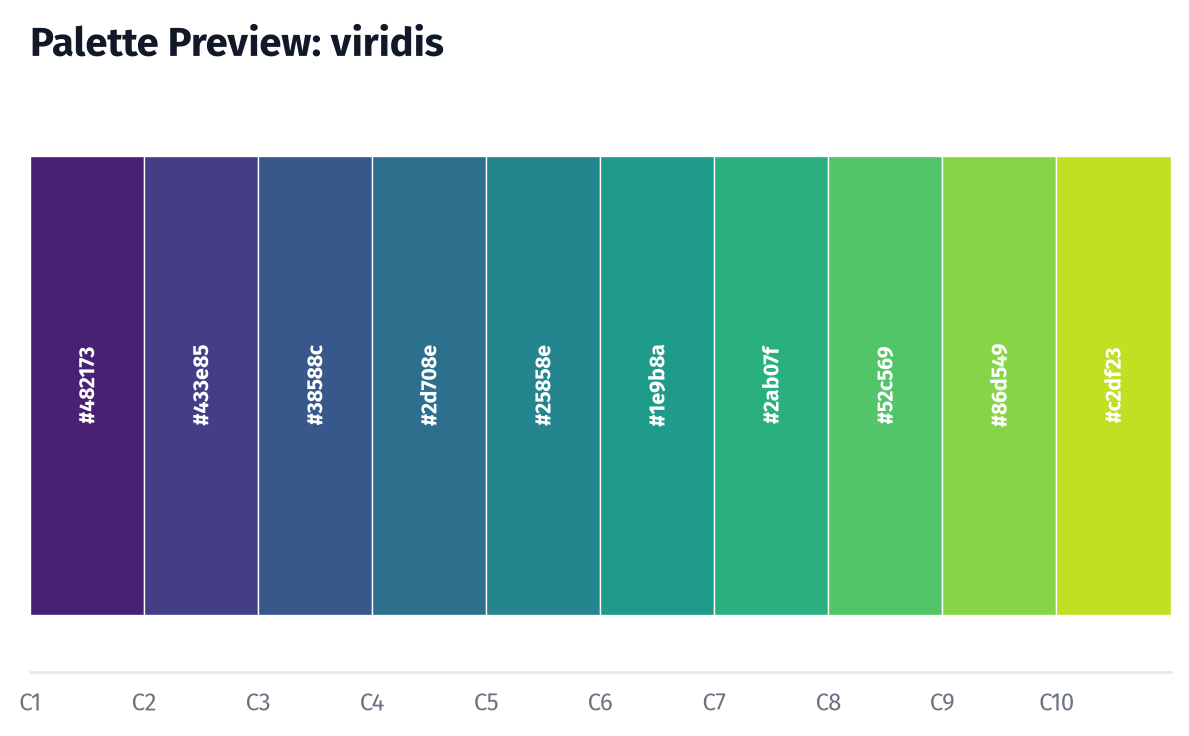 Palette Preview: viridis
#482173
#433e85
#38588c
#2d708e
#25858e
#1e9b8a
#2ab07f
#52c569
#86d549
#c2df23
C1
C2
C3
C4
C5
C6
C7
C8
C9
C10